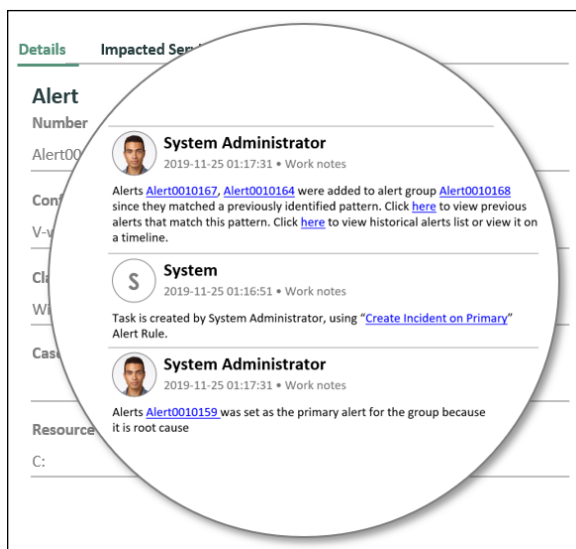 Details Impacted Ser
Alert
Number
Alert00
System Administrator
2019-11-25 01:17:31 • Work notes
Alerts Alert0010167, Alert0010164 were added to alert group Alert0010168
since they matched a previously identified pattern. Click here to view previous
alerts that match this pattern. Click here to view historical alerts list or view it on
a timeline.
S
System
2019-11-25 01:16:51 • Work notes
Task is created by System Administrator, using “Create Incident on Primary”
Alert Rule.
System Administrator
2019-11-25 01:17:31 • Work notes
Alerts Alert0010159 was set as the primary alert for the group because
it is root cause
Resource
C: